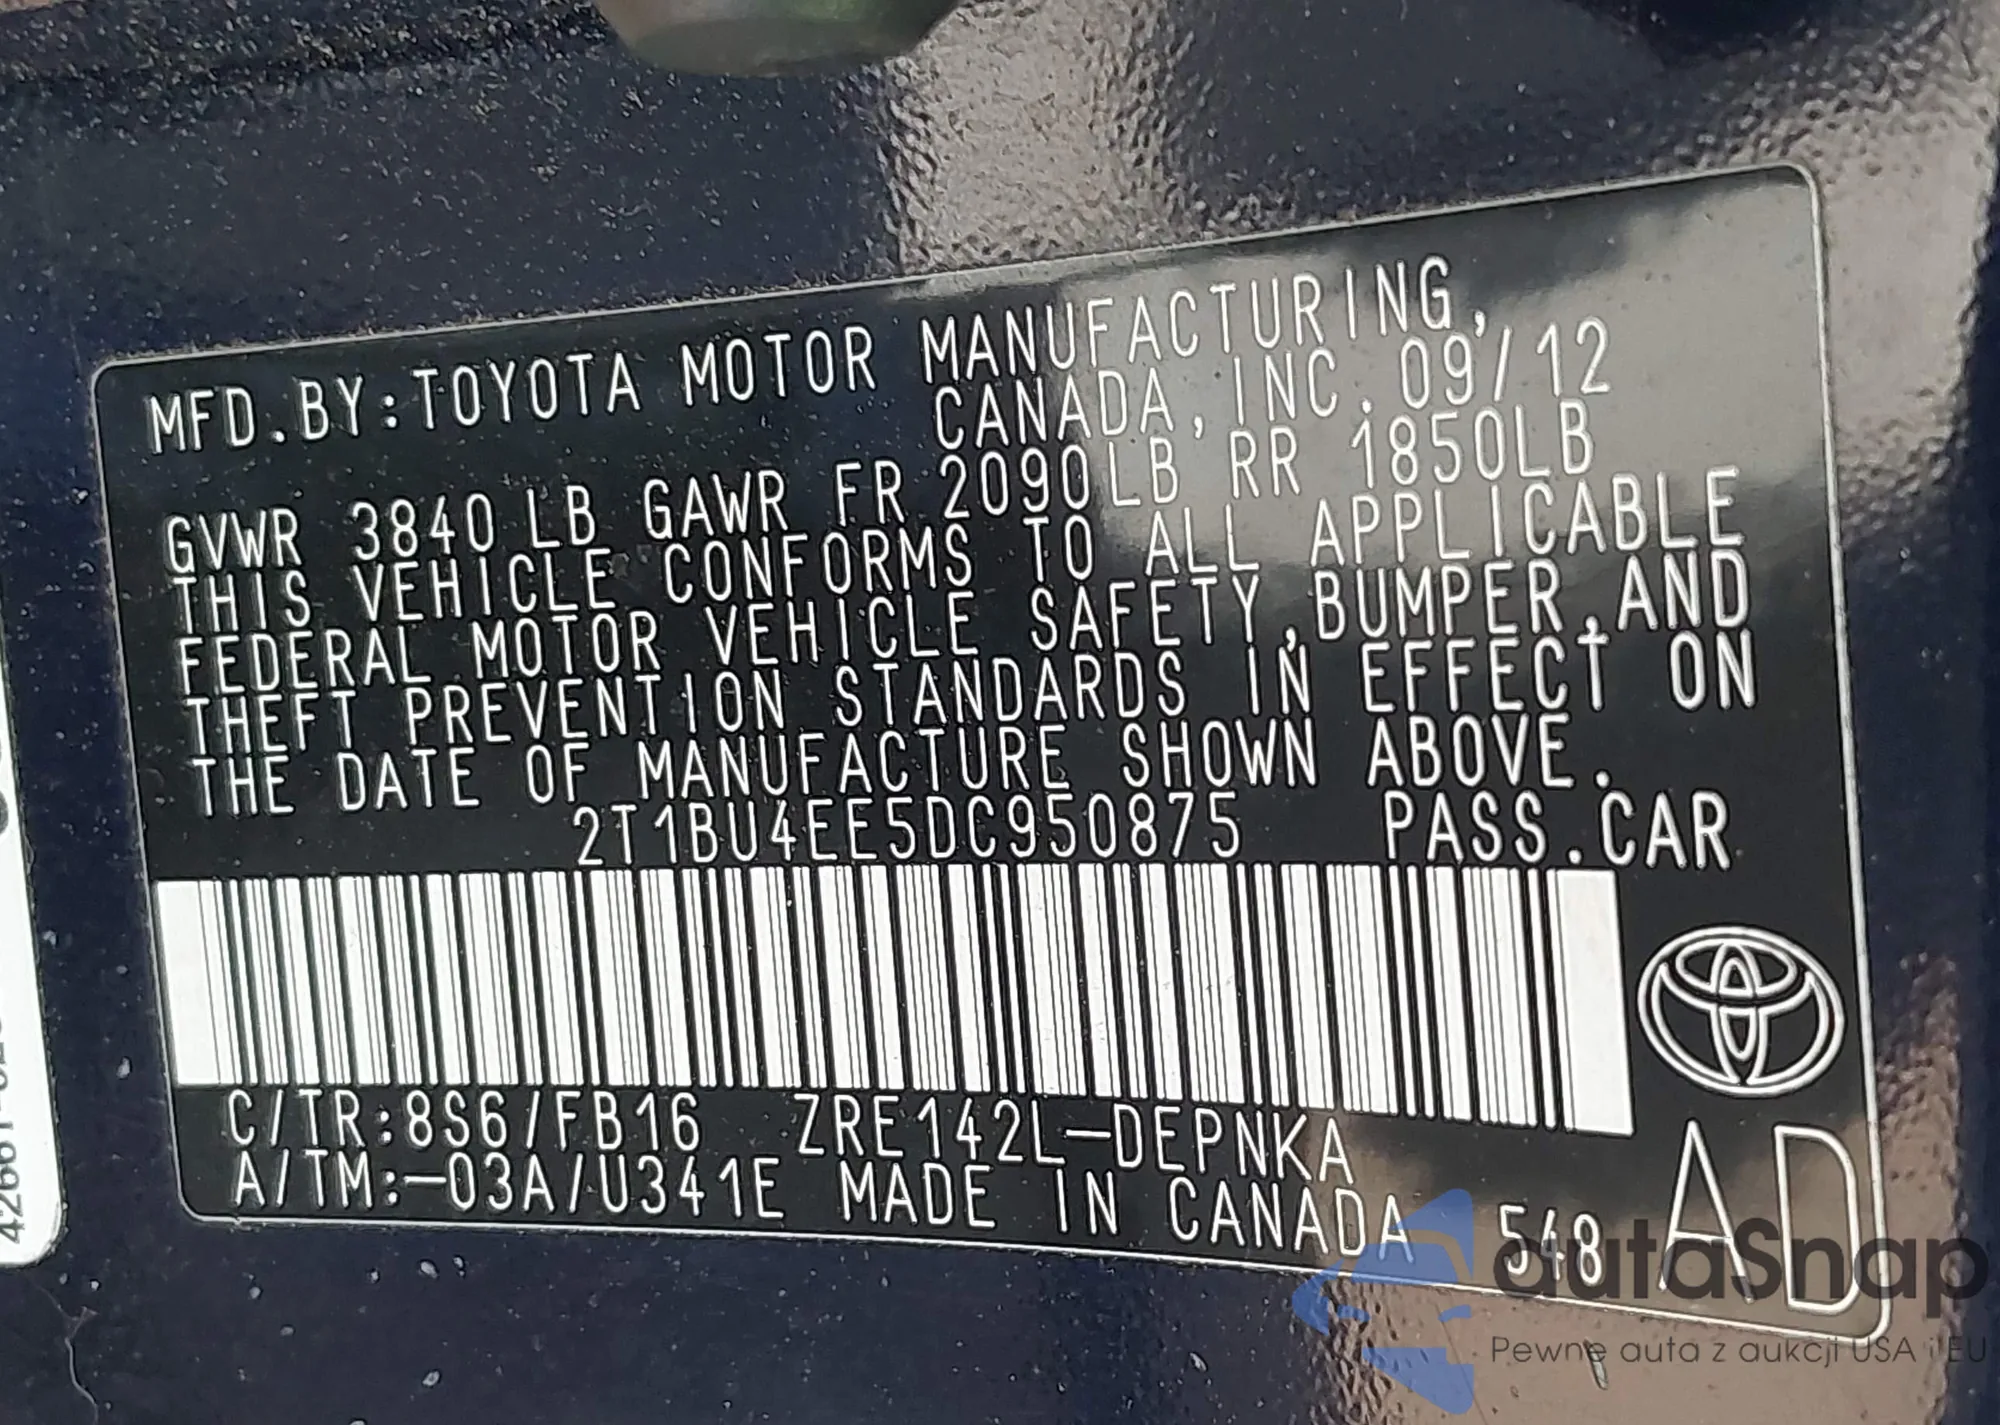 MFD.BY:TOYOTA MOTOR MANUFACTURING,
CANADA,INC.09/12
GVWR 3840LB GAWR FR 2090LB RR 1850LB
THIS VEHICLE CONFORMS TO ALL APPLICABLE
FEDERAL MOTOR VEHICLE SAFETY,BUMPER,AND
THEFT PREVENTION STANDARDS IN EFFECT ON
THE DATE OF MANUFACTURE SHOWN ABOVE.
2T1BU4EE5DC950875 PASS.CAR
C/TR:8S6/FB16 ZRE142L-DEPNKA
A/TM:-03A/U341E MADE IN CANADA 548
AD
autaSnap
Pewne auta z aukcji USA i EU